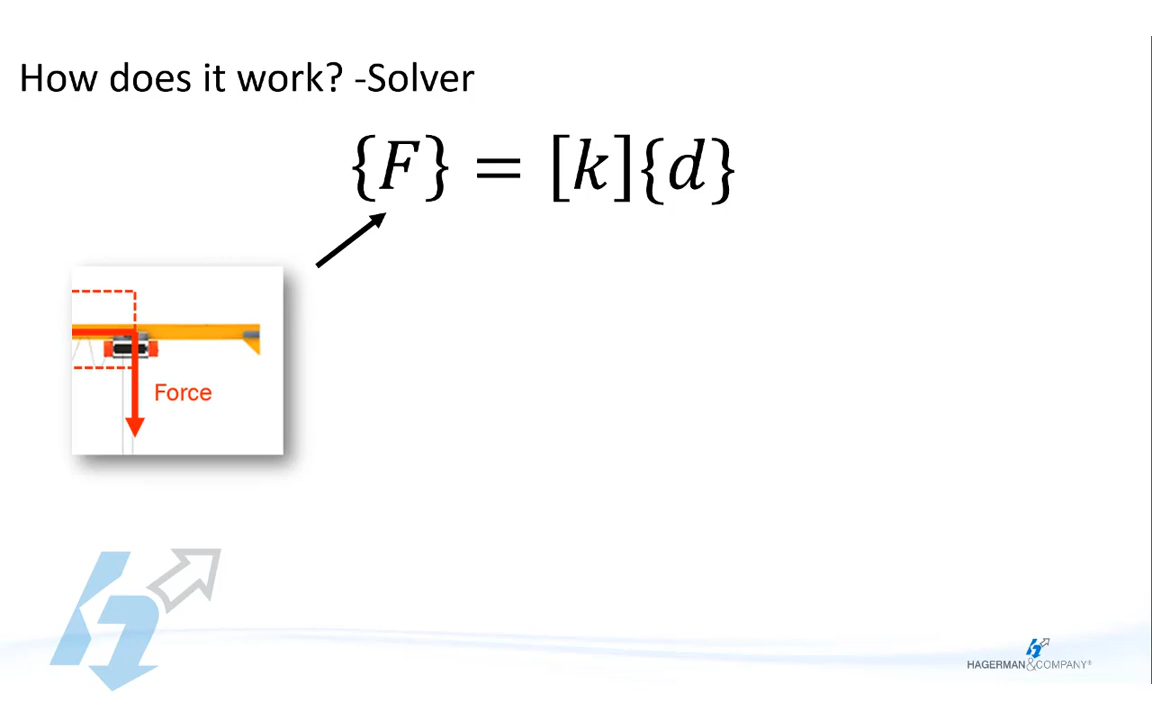 How does it work? -Solver
{F} = [k]{d}
Force
HAGERMAN&COMPANY®